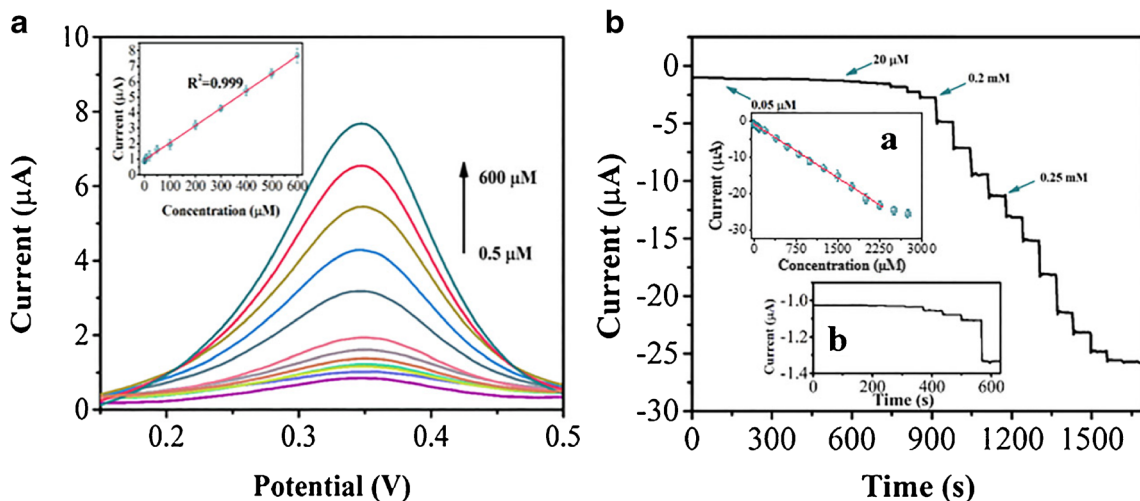 a
10
8
6
4
2
0
Current (μA)
0.2
0.3
0.4
0.5
Potential (V)
8
7
6
5
4
3
2
1
0
Current (μA)
R²=0.999
0 100 200 300 400 500 600
Concentration (μM)
600 μM
0.5 μM
b
0
-5
-10
-15
-20
-25
-30
Current (μA)
0 300 600 900 1200 1500
Time (s)
20 μM
0.2 mM
0.05 μM
0.25 mM
a
0
-10
-20
-30
Current (μA)
0 750 1500 2250 3000
Concentration (μM)
b
-1.0
-1.2
-1.4
Current (μA)
0 200 400 600
Time (s)